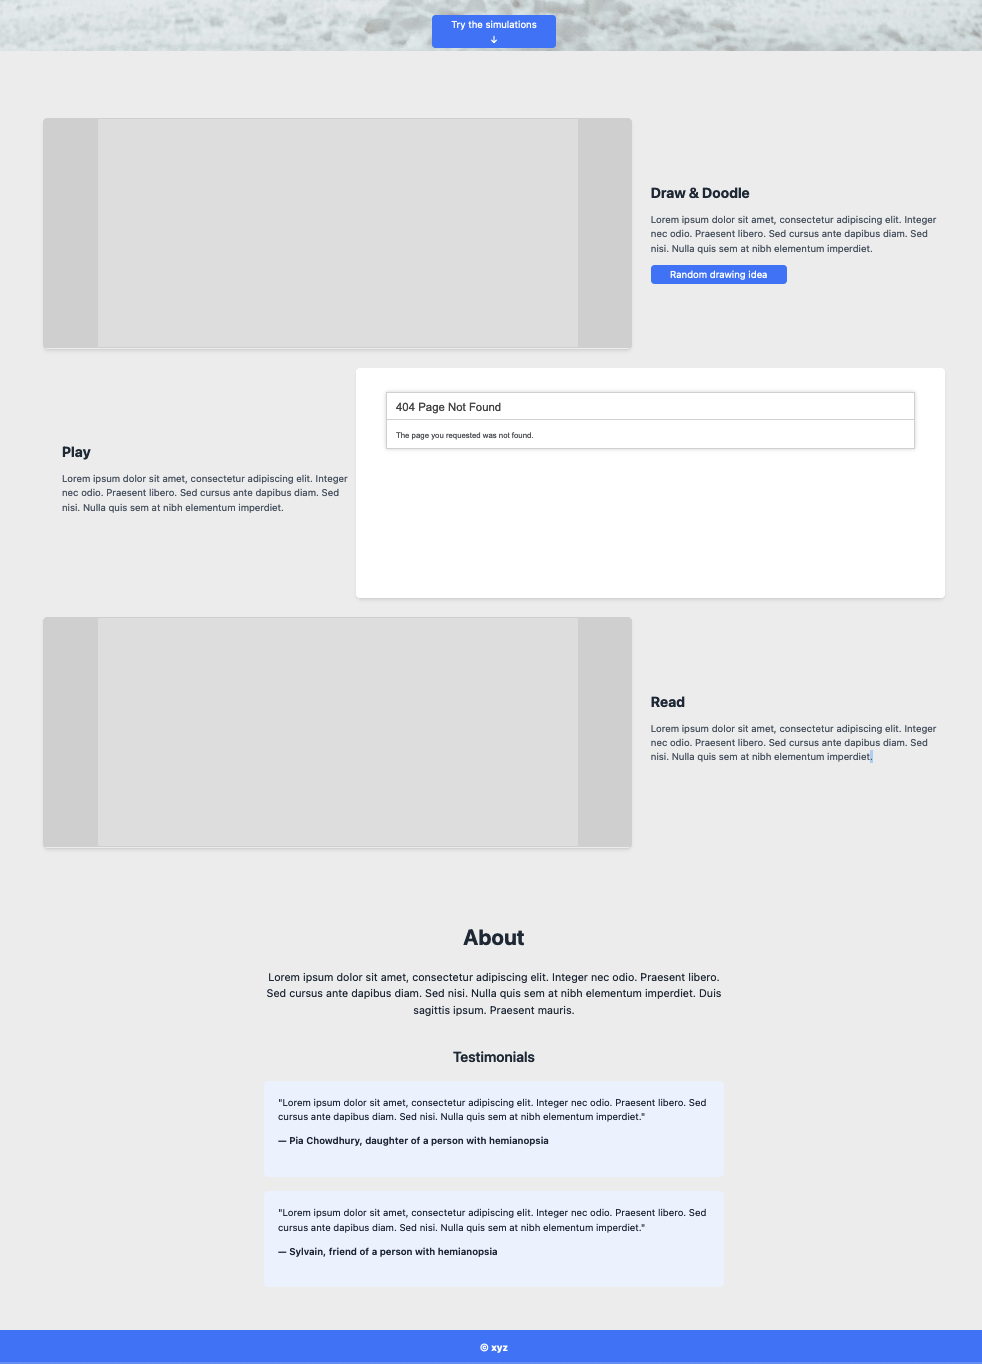 Try the simulations
↓
Draw & Doodle
Lorem ipsum dolor sit amet, consectetur adipiscing elit. Integer
nec odio. Praesent libero. Sed cursus ante dapibus diam. Sed
nisi. Nulla quis sem at nibh elementum imperdiet.
Random drawing idea
Play
Lorem ipsum dolor sit amet, consectetur adipiscing elit. Integer
nec odio. Praesent libero. Sed cursus ante dapibus diam. Sed
nisi. Nulla quis sem at nibh elementum imperdiet.
404 Page Not Found
The page you requested was not found.
Read
Lorem ipsum dolor sit amet, consectetur adipiscing elit. Integer
nec odio. Praesent libero. Sed cursus ante dapibus diam. Sed
nisi. Nulla quis sem at nibh elementum imperdiet.
About
Lorem ipsum dolor sit amet, consectetur adipiscing elit. Integer nec odio. Praesent libero.
Sed cursus ante dapibus diam. Sed nisi. Nulla quis sem at nibh elementum imperdiet. Duis
sagittis ipsum. Praesent mauris.
Testimonials
"Lorem ipsum dolor sit amet, consectetur adipiscing elit. Integer nec odio. Praesent libero. Sed
cursus ante dapibus diam. Sed nisi. Nulla quis sem at nibh elementum imperdiet."
— Pia Chowdhury, daughter of a person with hemianopsia
"Lorem ipsum dolor sit amet, consectetur adipiscing elit. Integer nec odio. Praesent libero. Sed
cursus ante dapibus diam. Sed nisi. Nulla quis sem at nibh elementum imperdiet."
— Sylvain, friend of a person with hemianopsia
© xyz